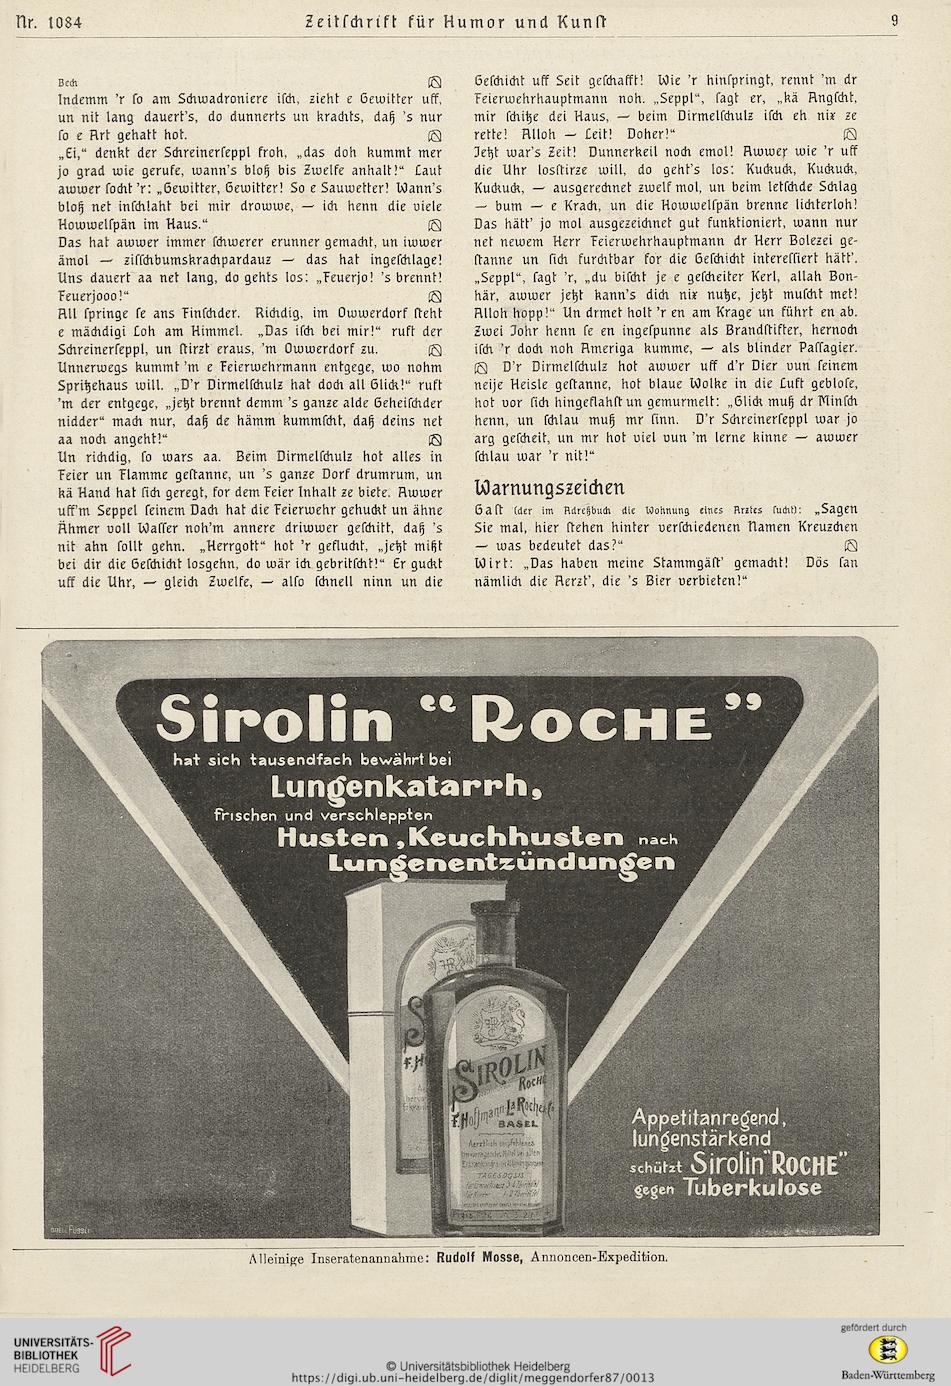 Nr. 1084 Zeitschrift für Humor und Kunst 9
Bech
Indemm 'r so am Schwadroniere isch, zieht e Gewitter uff,
un nit lang dauert's, do dunnerts un krachts, daß 's nur
so e Art gehatt hot.
„Ei,“ denkt der Schreinerseppl froh, „das doh kummt mer
jo grad wie gerufe, wann's bloß bis Zwelfe anhalt!“ Laut
awwer socht 'r: „Gewitter, Gewitter! So e Sauwetter! Wann's
bloß net inschlaht bei mir drowwe, — ich henn die viele
Howwelspän im Haus.“
Das hat awwer immer schwerer erunner gemacht, un iwwer
ämol — zisschbumskrachpardauz — das hat ingeschlage!
Uns dauert aa net lang, do gehts los: „Feuerjo! 's brennt!
Feuerjooo!“
All springe se ans Finschder. Richdig, im Owwerdorf steht
e mächdigi Loh am Himmel. „Das isch bei mir!“ ruft der
Schreinerseppl, un stirzt eraus, 'm Owwerdorf zu.
Unnerwegs kummt 'm e Feierwehrmann entgege, wo nohm
Spritzehaus will. „D'r Dirmelschulz hat doch all Glick!“ ruft
'm der entgege, „jetzt brennt demm 's ganze alde Geheischder
nidder“ mach nur, daß de hämm kummscht, daß deins net
aa noch angeht!“
Un richdig, so wars aa. Beim Dirmelschulz hot alles in
Feier un Flamme gestanne, un 's ganze Dorf drumrum, un
kä Hand hat sich geregt, for dem Feier Inhalt ze biete. Awwer
uff'm Seppel seinem Dach hat die Feierwehr gehuckt un ähne
Ähmer voll Wasser noh'm annere driwwer geschitt, daß 's
nit ahn sollt gehn. „Herrgott“ hot 'r geflucht, „jetzt mißt
bei dir die Geschicht losgehn, do wär ich gebritscht!“ Er guckt
uff die Uhr, — gleich Zwelfe, — also schnell ninn un die
Geschicht uff Seit geschafft! Wie 'r hinspringt, rennt 'm dr
Feierwehrhauptmann noh. „Seppl“, sagt er, „kä Angscht,
mir schitze dei Haus, — beim Dirmelschulz isch eh nix ze
rette! Alloh — Leit! Doher!“
Jetzt war's Zeit! Dunnerkeil noch emol! Awwer wie 'r uff
die Uhr losstirze will, do geht's los: Kuckuck, Kuckuck,
Kuckuck, — ausgerechnet zwelf mol, un beim letschde Schlag
— bum — e Krach, un die Howwelspän brenne lichterloh!
Das hätt' jo mol ausgezeichnet gut funktioniert, wann nur
net newem Herr Feierwehrhauptmann dr Herr Bolezei ge-
stanne un sich furchtbar for die Geschicht interessiert hätt'.
„Seppl“, sagt 'r, „du bischt je e gescheiter Kerl, allah Bon-
här, awwer jetzt kann's dich nix nutze, jetzt muscht met!
Alloh hopp!“ Un drmet holt 'r en am Krage un führt en ab.
Zwei Johr henn se en ingespunne als Brandstifter, hernoch
isch 'r doch noh Ameriga kumme, — als blinder Passagier.
D'r Dirmelschulz hot awwer uff d'r Dier vun seinem
neije Heisle gestanne, hot blaue Wolke in die Luft geblose,
hot vor sich hingeflahst un gemurmelt: „Glick muß dr Minsch
henn, un schlau muß mr sinn. D'r Schreinerseppl war jo
arg gescheit, un mr hot viel vun 'm lerne kinne — awwer
schlau war 'r nit!“
Warnungszeichen
Gast (der im Adreßbuch die Wohnung eines Arztes sucht): „Sagen
Sie mal, hier stehen hinter verschiedenen Namen Kreuzchen
— was bedeutet das?“
Wirt: „Das haben meine Stammgäst' gemacht! Dös san
nämlich die Aerzt', die 's Bier verbieten!“
Sirolin “Roche”
hat sich tausendfach bewährt bei
Lungenkatarrh,
frischen und verschleppten
Husten, Keuchhusten nach
Lungenentzündungen
SIROLIN
ROCHE
F. Hoffmann-La Roche & Co
BASEL
Aerztlich empfohlenes
TAGESDOSIS
Appetitanregend,
lungenstärkend
schützt Sirolin “ROCHE”
gegen Tuberkulose
Alleinige Inseratenannahme: Rudolf Mosse, Annoncen-Expedition.
UNIVERSITÄTS-
BIBLIOTHEK
HEIDELBERG
© Universitätsbibliothek Heidelberg
https://digi.ub.uni-heidelberg.de/diglit/meggendorfer87/0013
gefördert durch
Baden-Württemberg